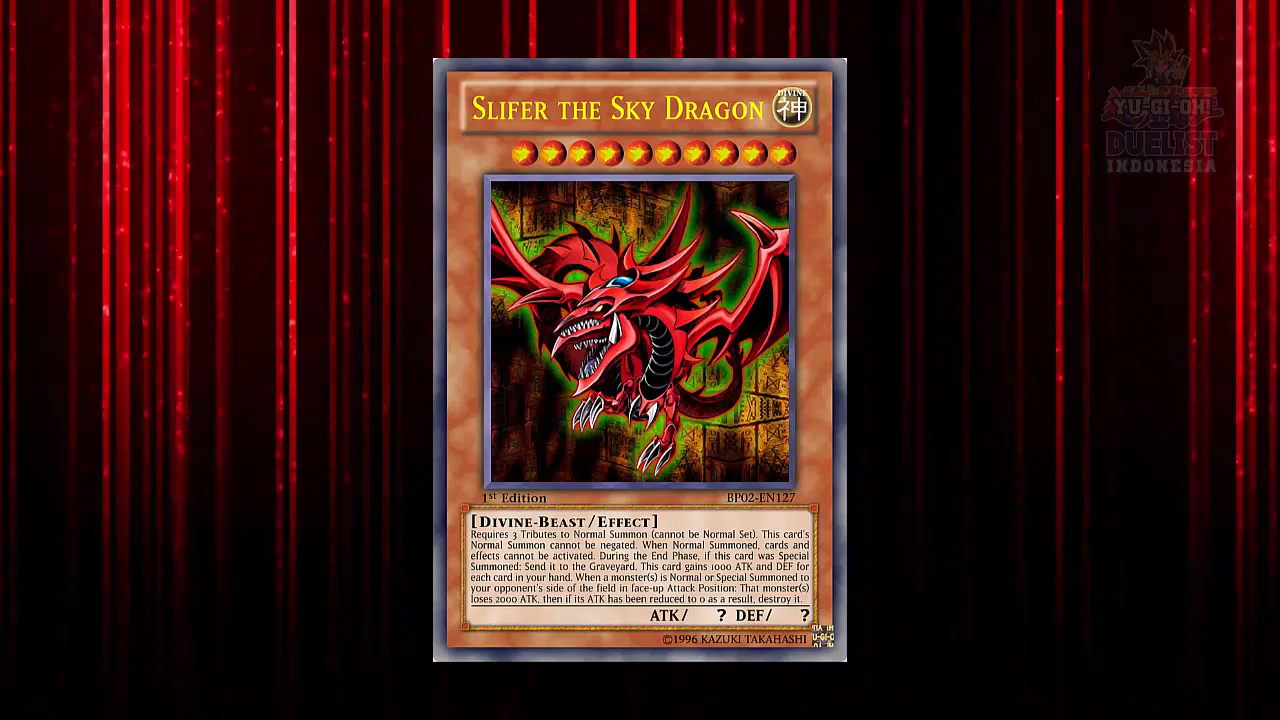 SLIFER THE SKY DRAGON
DIVINE
神
YU-GI-OH!
DUELIST
INDONESIA
1st Edition
BP02-EN127
[DIVINE-BEAST/EFFECT]
Requires 3 Tributes to Normal Summon (cannot be Normal Set). This card's
Normal Summon cannot be negated. When Normal Summoned, cards and
effects cannot be activated. During the End Phase, if this card was Special
Summoned: Send it to the Graveyard. This card gains 1000 ATK and DEF for
each card in your hand. When a monster(s) is Normal or Special Summoned to
your opponent's side of the field in face-up Attack Position: That monster(s)
loses 2000 ATK, then if its ATK has been reduced to 0 as a result, destroy it.
ATK/ ? DEF/ ?
©1996 KAZUKI TAKAHASHI